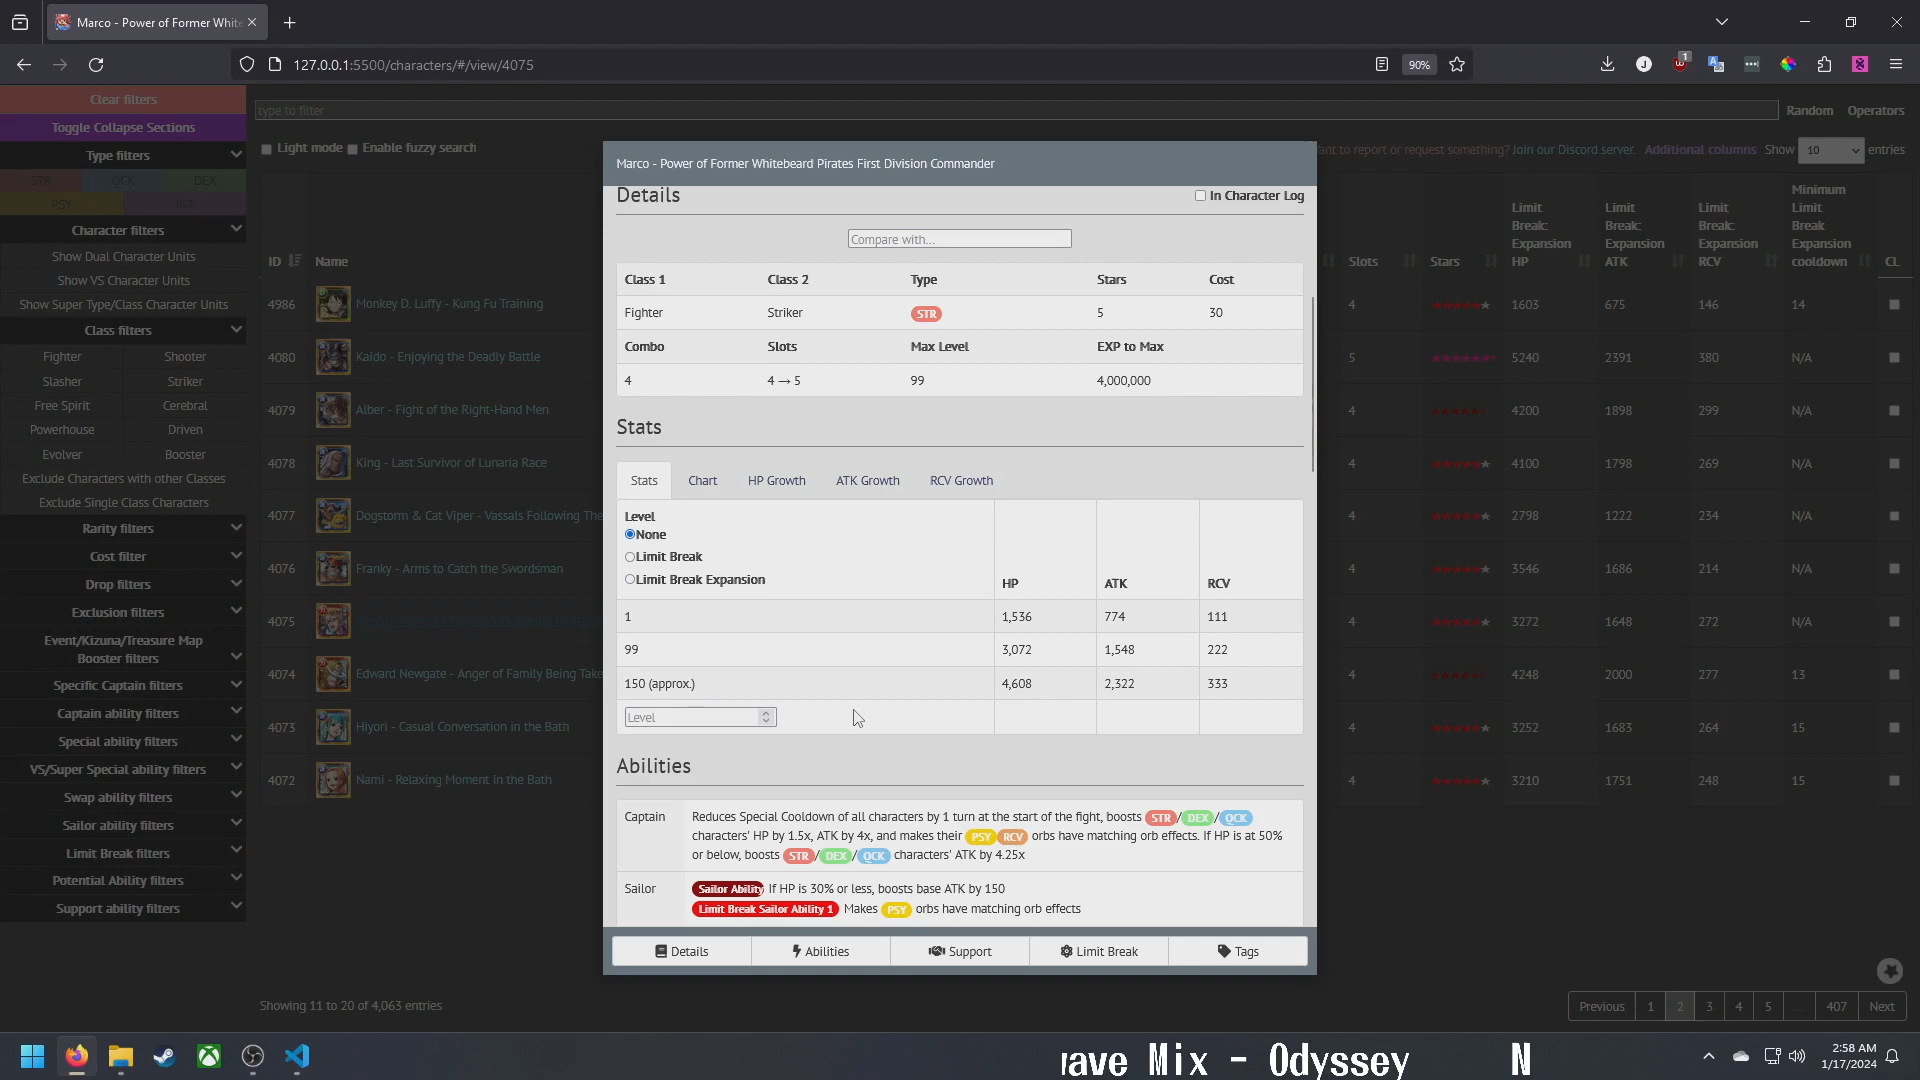 Marco - Power of Former White
127.0.0.1:5500/characters/#/view/4075
90%
1
Clear filters
Toggle Collapse Sections
Type filters
STR QCK DEX
PSY INT
Character filters
Show Dual Character Units
Show VS Character Units
Show Super Type/Class Character Units
Class filters
Fighter Shooter
Slasher Striker
Free Spirit Cerebral
Powerhouse Driven
Evolver Booster
Exclude Characters with other Classes
Exclude Single Class Characters
Rarity filters
Cost filter
Drop filters
Exclusion filters
Event/Kizuna/Treasure Map
Booster filters
Specific Captain filters
Captain ability filters
Special ability filters
VS/Super Special ability filters
Swap ability filters
Sailor ability filters
Limit Break filters
Potential Ability filters
Support ability filters
type to filter
Random Operators
Light mode Enable fuzzy search
ant to report or request something? Join our Discord server. Additional columns Show 10 entries
ID Name
4986 Monkey D. Luffy - Kung Fu Training
4080 Kaido - Enjoying the Deadly Battle
4079 Alber - Fight of the Right-Hand Men
4078 King - Last Survivor of Lunaria Race
4077 Dogstorm & Cat Viper - Vassals Following The
4076 Franky - Arms to Catch the Swordsman
4075
4074 Edward Newgate - Anger of Family Being Take
4073 Hiyori - Casual Conversation in the Bath
4072 Nami - Relaxing Moment in the Bath
Showing 11 to 20 of 4,063 entries
Marco - Power of Former Whitebeard Pirates First Division Commander
Details
In Character Log
Compare with...
Class 1 Class 2 Type Stars Cost
Fighter Striker STR 5 30
Combo Slots Max Level EXP to Max
4 4 → 5 99 4,000,000
Stats
Stats Chart HP Growth ATK Growth RCV Growth
Level
None
Limit Break
Limit Break Expansion
HP ATK RCV
1 1,536 774 111
99 3,072 1,548 222
150 (approx.) 4,608 2,322 333
Level
Abilities
Captain Reduces Special Cooldown of all characters by 1 turn at the start of the fight, boosts STR/DEX/QCK
characters' HP by 1.5x, ATK by 4x, and makes their PSY RCV orbs have matching orb effects. If HP is at 50%
or below, boosts STR/DEX/QCK characters' ATK by 4.25x
Sailor Sailor Ability If HP is 30% or less, boosts base ATK by 150
Limit Break Sailor Ability 1 Makes PSY orbs have matching orb effects
Details Abilities Support Limit Break Tags
Slots Stars
Limit
Break:
Expansion
HP
Limit
Break:
Expansion
ATK
Limit
Break:
Expansion
RCV
Minimum
Limit
Break
Expansion
cooldown
CL
4 1603 675 146 14
5 5240 2391 380 N/A
4 4200 1898 299 N/A
4 4100 1798 269 N/A
4 2798 1222 234 N/A
4 3546 1686 214 N/A
4 3272 1648 272 N/A
4 4248 2000 277 13
4 3252 1683 264 15
4 3210 1751 248 15
Previous 1 2 3 4 5 ... 407 Next
wave Mix - Odyssey N
2:58 AM
1/17/2024